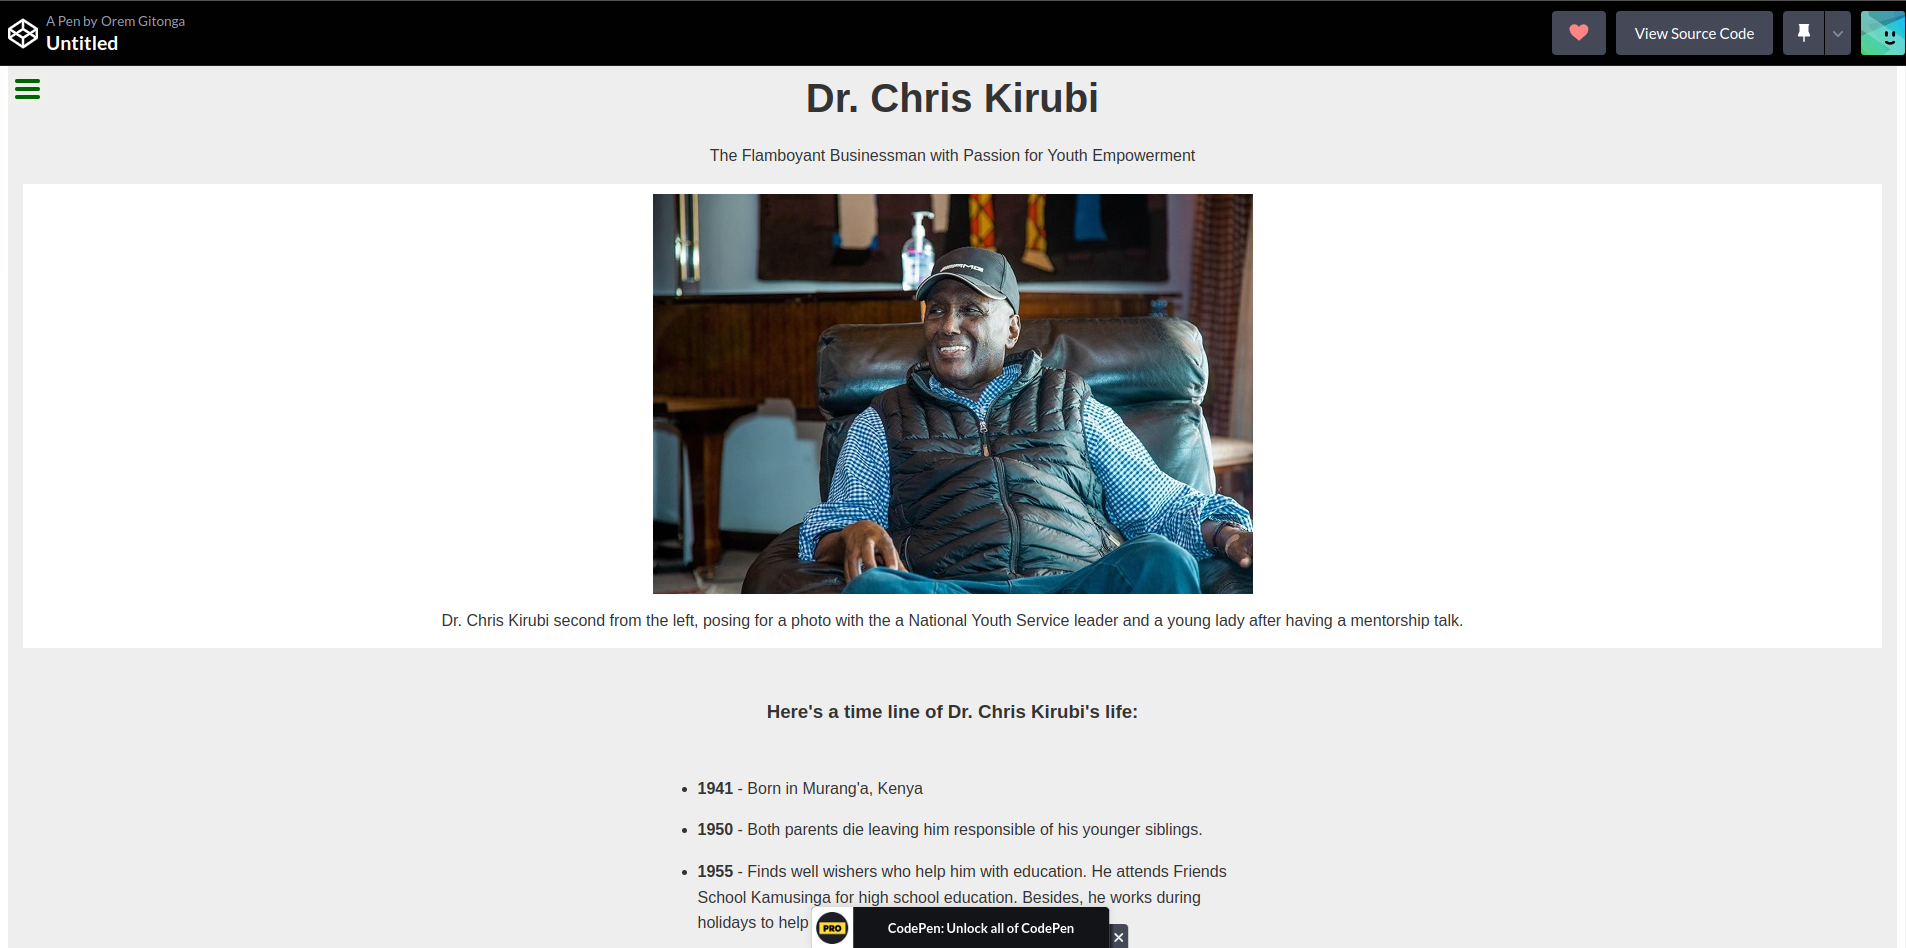 A Pen by Orem Gitonga
Untitled
View Source Code
Dr. Chris Kirubi
The Flamboyant Businessman with Passion for Youth Empowerment
AMG
Dr. Chris Kirubi second from the left, posing for a photo with the a National Youth Service leader and a young lady after having a mentorship talk.
Here's a time line of Dr. Chris Kirubi's life:
• 1941 - Born in Murang'a, Kenya
• 1950 - Both parents die leaving him responsible of his younger siblings.
• 1955 - Finds well wishers who help him with education. He attends Friends
School Kamusinga for high school education. Besides, he works during
holidays to help
PRO
CodePen: Unlock all of CodePen